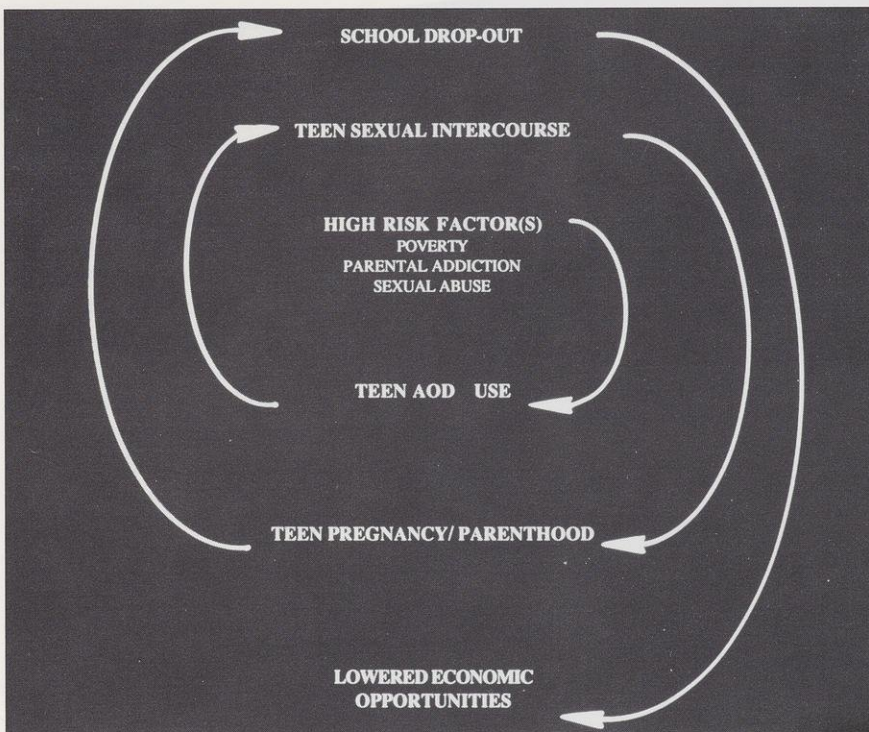 SCHOOL DROP-OUT
TEEN SEXUAL INTERCOURSE
HIGH RISK FACTOR(S)
POVERTY
PARENTAL ADDICTION
SEXUAL ABUSE
TEEN AOD USE
TEEN PREGNANCY/ PARENTHOOD
LOWERED ECONOMIC
OPPORTUNITIES